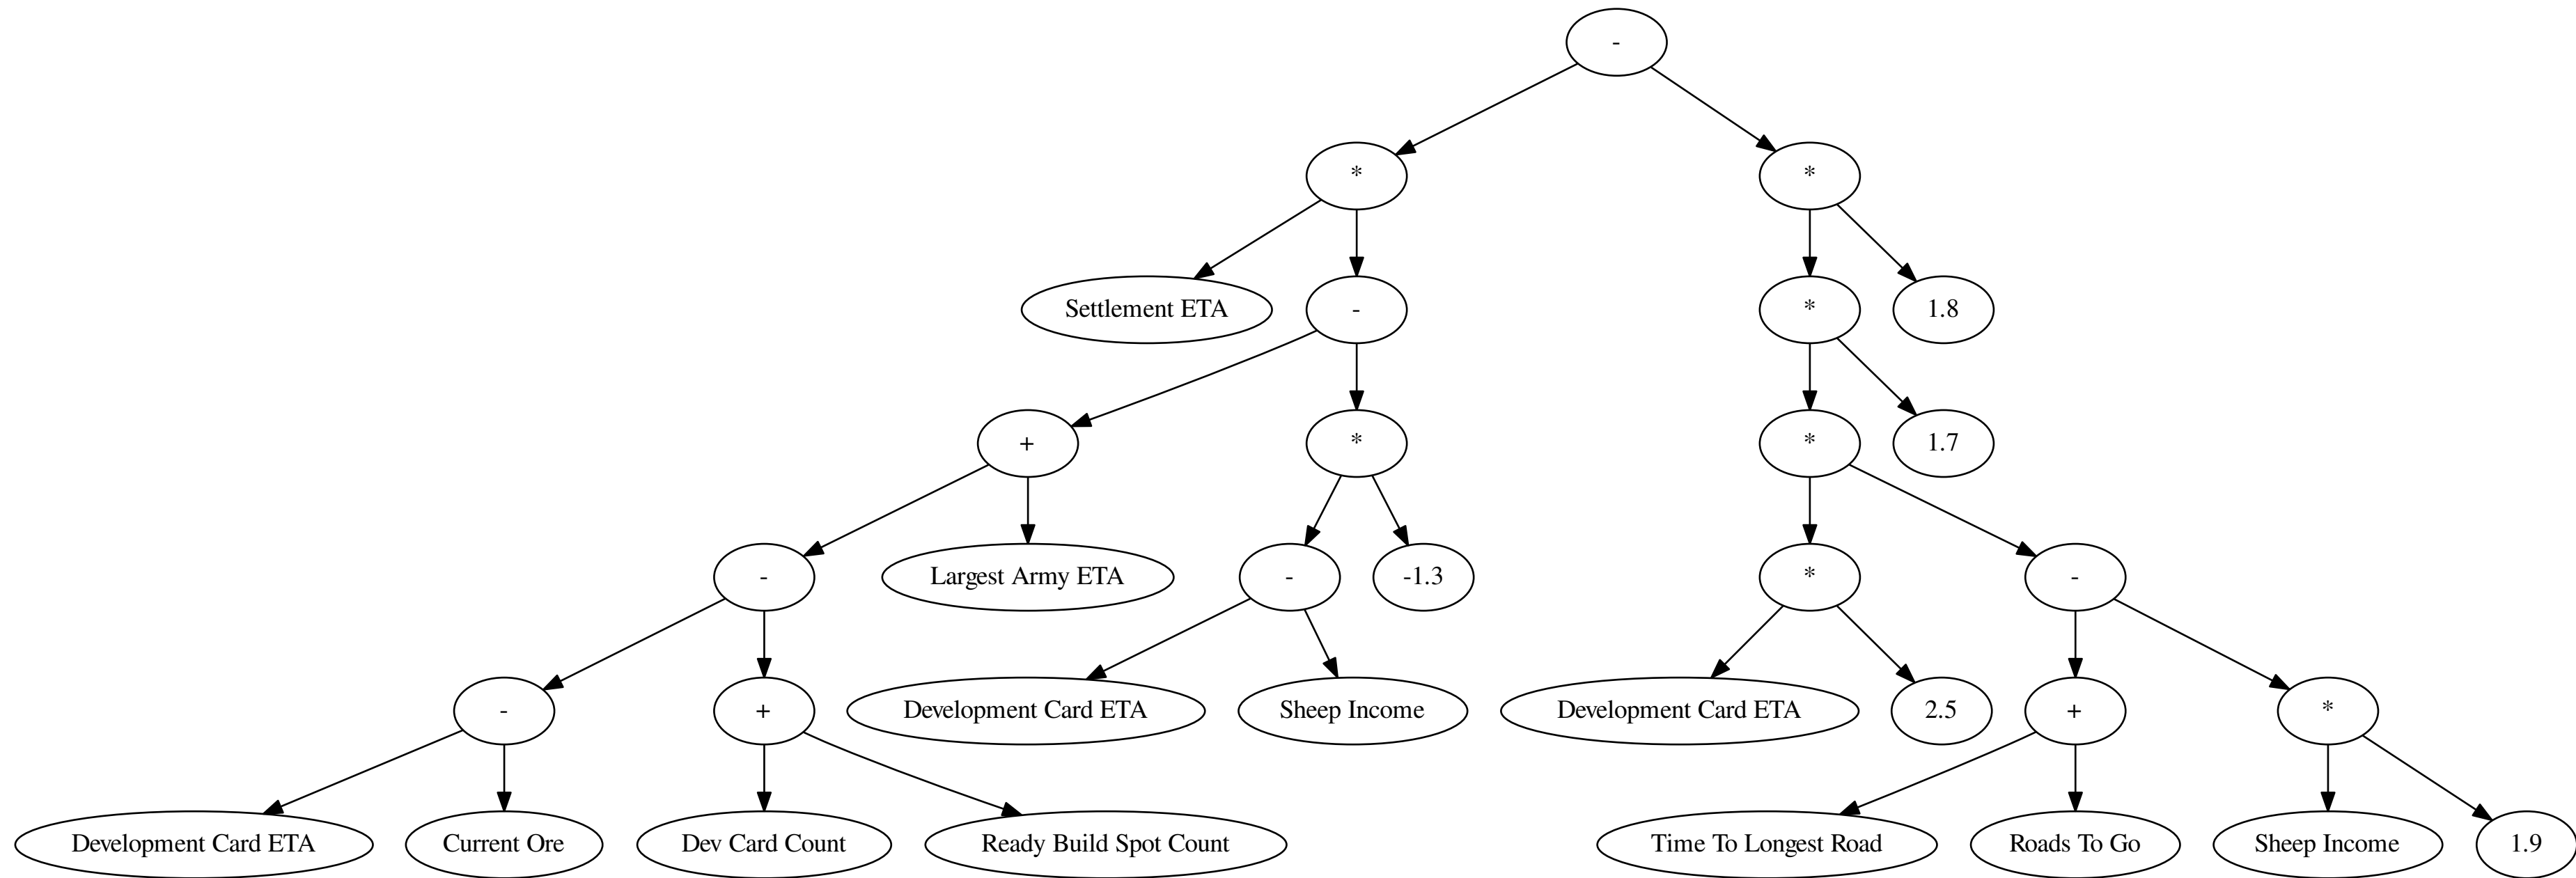 -
*
*
Settlement ETA
-
*
1.8
+
*
*
1.7
-
Largest Army ETA
-
-1.3
*
-
-
+
Development Card ETA
Sheep Income
Development Card ETA
2.5
+
*
Development Card ETA
Current Ore
Dev Card Count
Ready Build Spot Count
Time To Longest Road
Roads To Go
Sheep Income
1.9